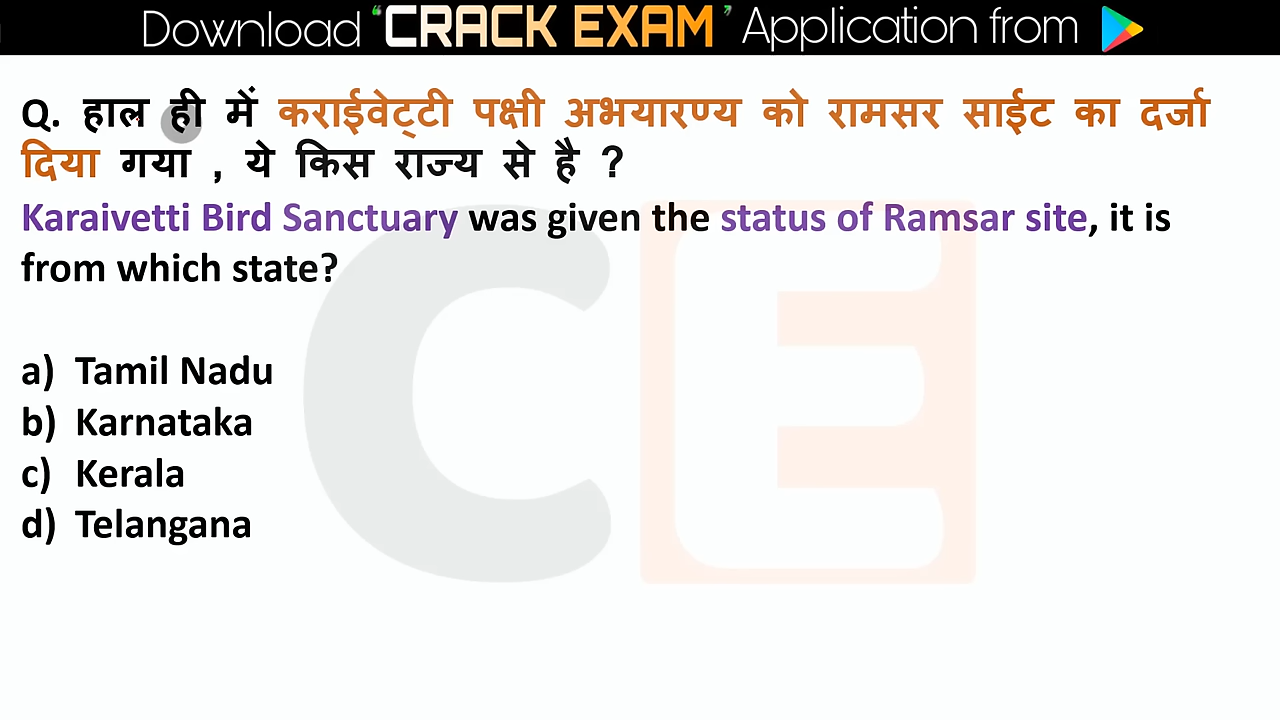 Download “CRACK EXAM” Application from
Q. हाल ही में कराईवेट्टी पक्षी अभयारण्य को रामसर साईट का दर्जा
दिया गया , ये किस राज्य से है ?
Karaivetti Bird Sanctuary was given the status of Ramsar site, it is
from which state?
a) Tamil Nadu
b) Karnataka
c) Kerala
d) Telangana
CE